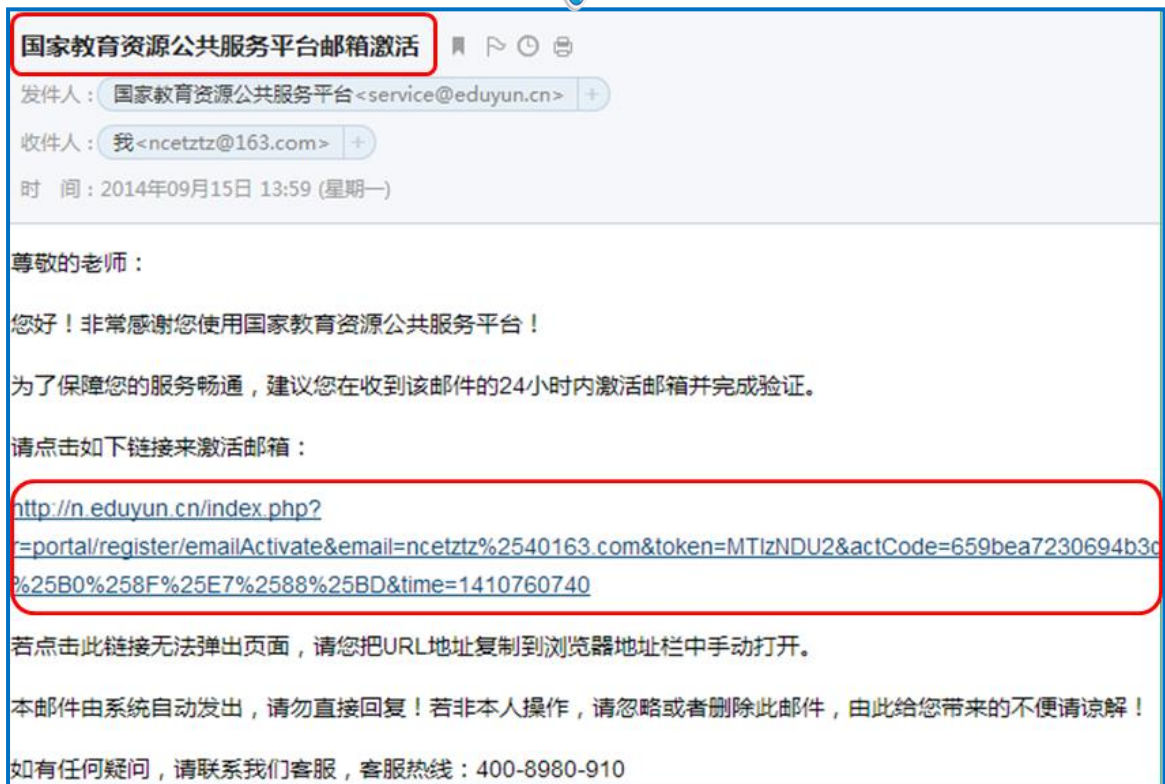 国家教育资源公共服务平台邮箱激活
发件人：国家教育资源公共服务平台<service@eduyun.cn> +
收件人：我<ncetztz@163.com> +
时 间：2014年09月15日 13:59 (星期一)
尊敬的老师：
您好！非常感谢您使用国家教育资源公共服务平台！
为了保障您的服务畅通，建议您在收到该邮件的24小时内激活邮箱并完成验证。
请点击如下链接来激活邮箱：
http://n.eduyun.cn/index.php?
r=portal/register/emailActivate&email=ncetztz%2540163.com&token=MTIzNDU2&actCode=659bea7230694b3c
%25B0%258F%25E7%2588%25BD&time=1410760740
若点击此链接无法弹出页面，请您把URL地址复制到浏览器地址栏中手动打开。
本邮件由系统自动发出，请勿直接回复！若非本人操作，请忽略或者删除此邮件，由此给您带来的不便请谅解！
如有任何疑问，请联系我们客服，客服热线：400-8980-910